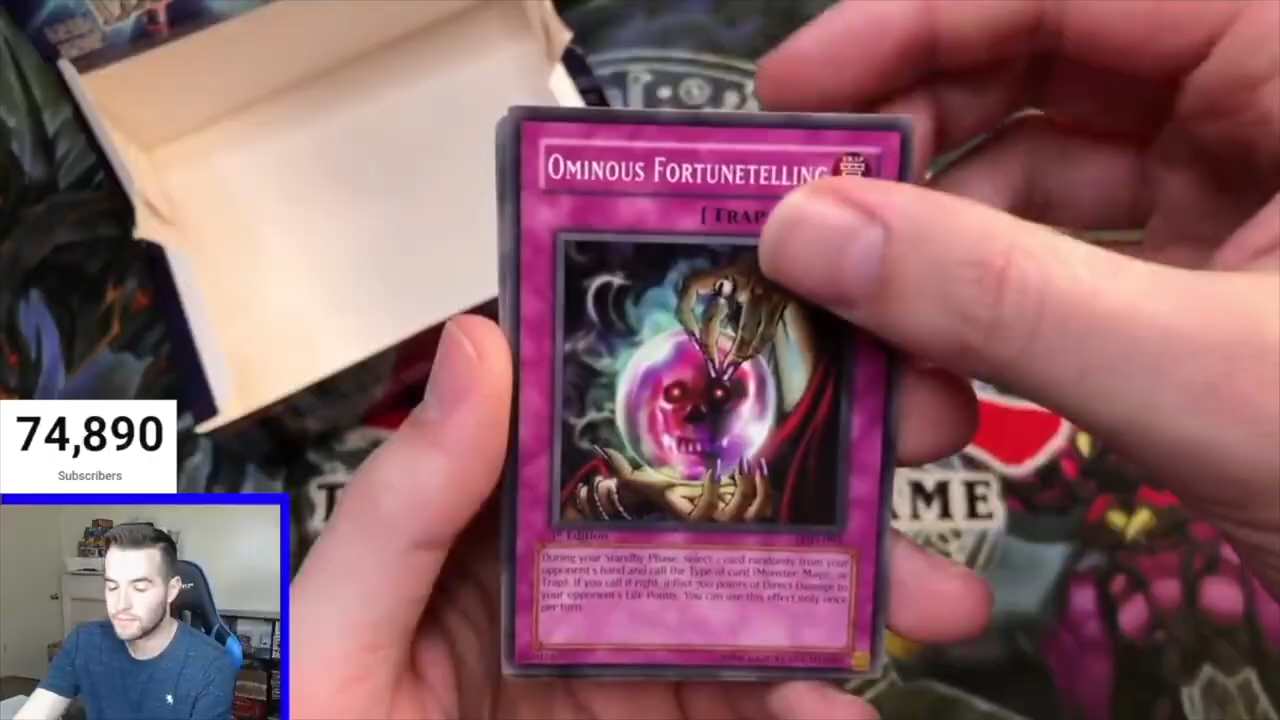 OMINOUS FORTUNETELLING
[TRAP
74,890
Subscribers
AME
1st Edition
During your Standby Phase, select 1 card randomly from your
opponent's hand and call the Type of card (Monster, Magic, or
Trap). If you call it right, inflict 700 points of Direct Damage to
your opponent's Life Points. You can use this effect only once
per turn.